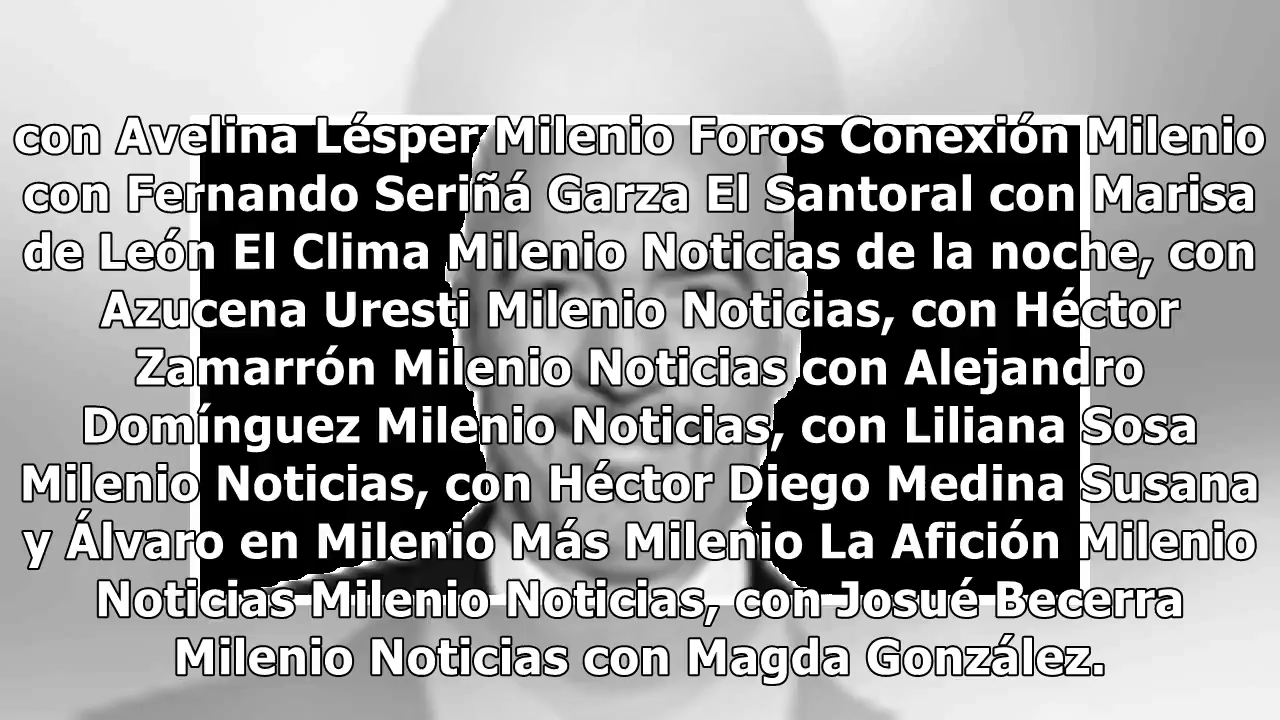 con Avelina Lésper Milenio Foros Conexión Milenio
con Fernando Seriñá Garza El Santoral con Marisa
de León El Clima Milenio Noticias de la noche, con
Azucena Uresti Milenio Noticias, con Héctor
Zamarrón Milenio Noticias con Alejandro
Domínguez Milenio Noticias, con Liliana Sosa
Milenio Noticias, con Héctor Diego Medina Susana
y Álvaro en Milenio Más Milenio La Afición Milenio
Noticias Milenio Noticias, con Josué Becerra
Milenio Noticias con Magda González.